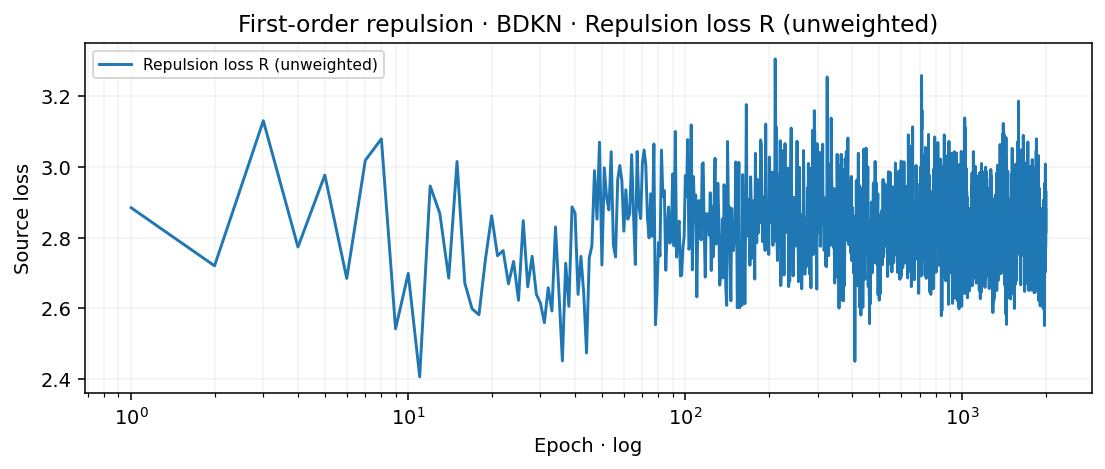 First-order repulsion · BDKN · Repulsion loss R (unweighted)
Repulsion loss R (unweighted)
Source loss
3.2
3.0
2.8
2.6
2.4
10⁰
10¹
10²
10³
Epoch · log